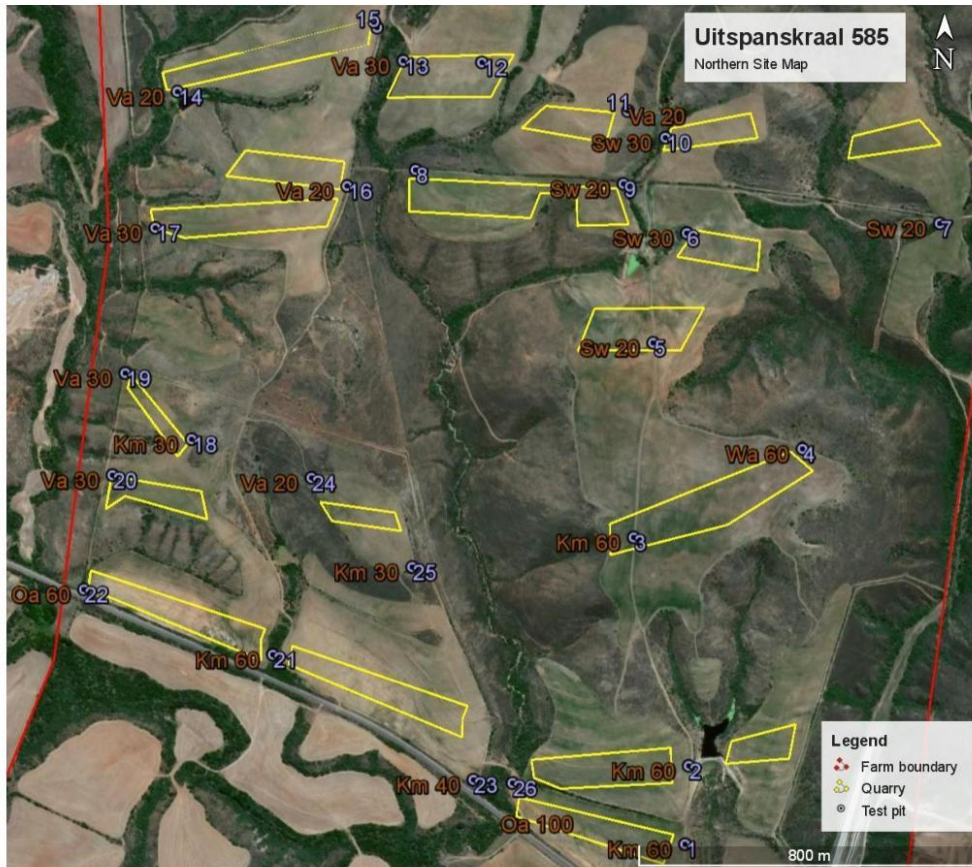 Uitspanskraal 585
Northern Site Map
N
15
Va 30 13
12
Va 20 14
11
Va 20
Sw 30 10
8
Va 20 16
Sw 20 9
Va 30 17
Sw 30 6
Sw 20 7
Sw 20 5
Va 30 19
Km 30 18
Wa 60 4
Va 30 20
Va 20 24
Km 60 3
Km 30 25
Oa 60 22
Km 60 21
Km 60 2
Km 40 23
26
Oa 100
Km 60 1
Legend
Farm boundary
Quarry
Test pit
800 m